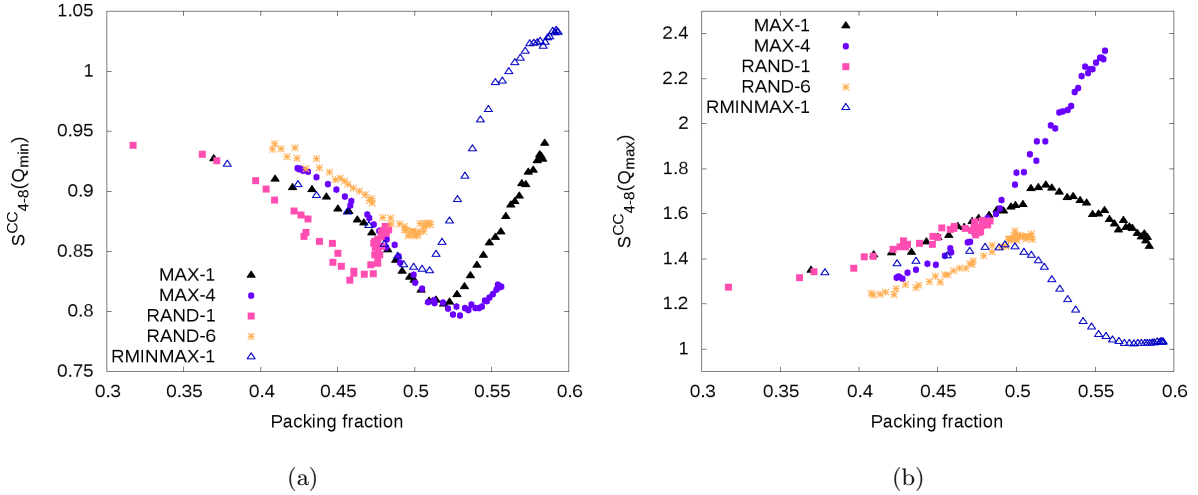 1.05
1
0.95
0.9
0.85
0.8
0.75
0.3
0.35
0.4
0.45
0.5
0.55
0.6
S^CC_4-8(Q_min)
Packing fraction
MAX-1
MAX-4
RAND-1
RAND-6
RMINMAX-1
(a)
2.4
2.2
2
1.8
1.6
1.4
1.2
1
0.3
0.35
0.4
0.45
0.5
0.55
0.6
S^CC_4-8(Q_max)
Packing fraction
MAX-1
MAX-4
RAND-1
RAND-6
RMINMAX-1
(b)